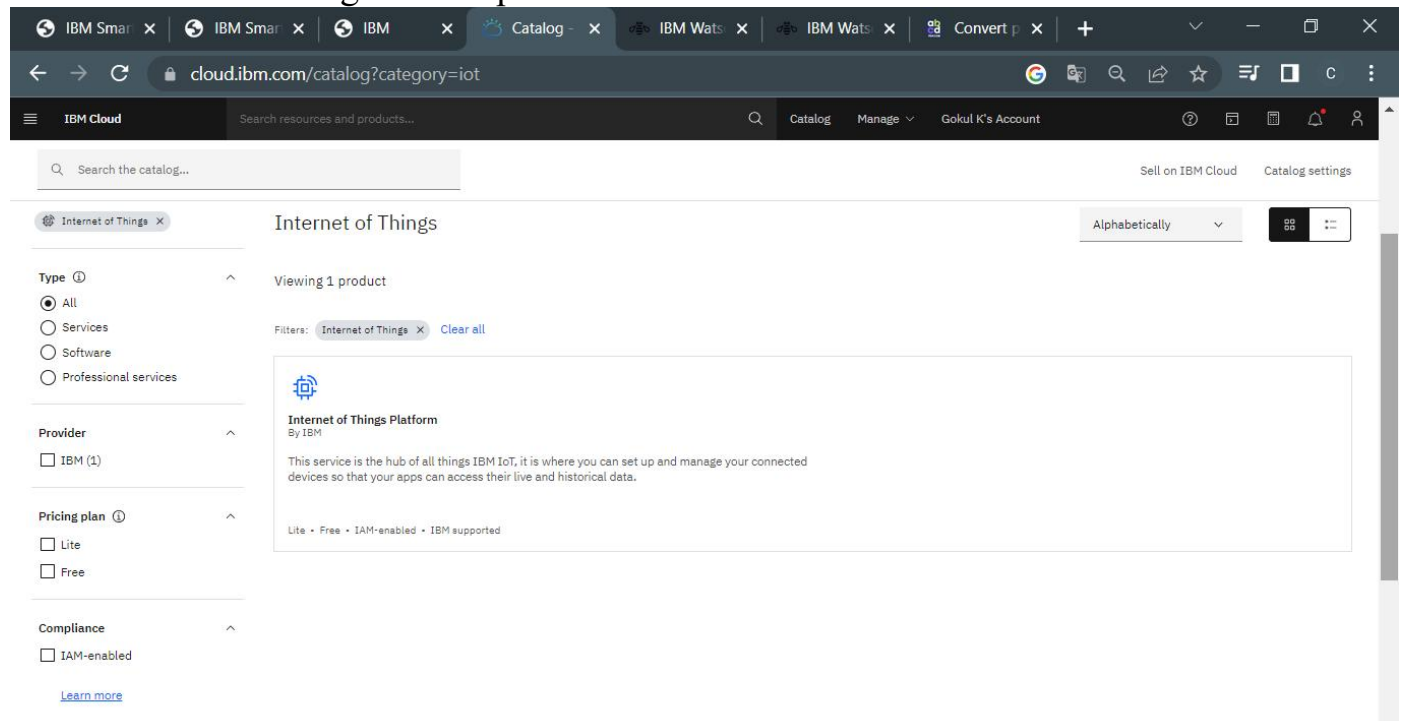 IBM Smar
IBM Smar
IBM
Catalog -
IBM Wats
IBM Wats
Convert p
cloud.ibm.com/catalog?category=iot
IBM Cloud
Search resources and products...
Catalog
Manage
Gokul K's Account
Search the catalog...
Sell on IBM Cloud
Catalog settings
Internet of Things
Internet of Things
Alphabetically
Type
All
Services
Software
Professional services
Provider
IBM (1)
Pricing plan
Lite
Free
Compliance
IAM-enabled
Learn more
Viewing 1 product
Filters: Internet of Things Clear all
Internet of Things Platform
By IBM
This service is the hub of all things IBM IoT, it is where you can set up and manage your connected
devices so that your apps can access their live and historical data.
Lite • Free • IAM-enabled • IBM supported